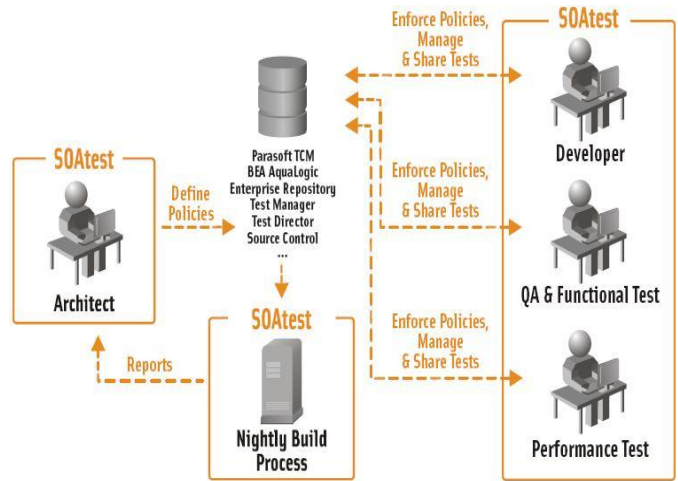 SOAtest
Architect
Define
Policies
Parasoft TCM
BEA AquaLogic
Enterprise Repository
Test Manager
Test Director
Source Control
...
SOAtest
Nightly Build
Process
Reports
Enforce Policies,
Manage
& Share Tests
Enforce Policies,
Manage
& Share Tests
Enforce Policies,
Manage
& Share Tests
SOAtest
Developer
QA & Functional Test
Performance Test